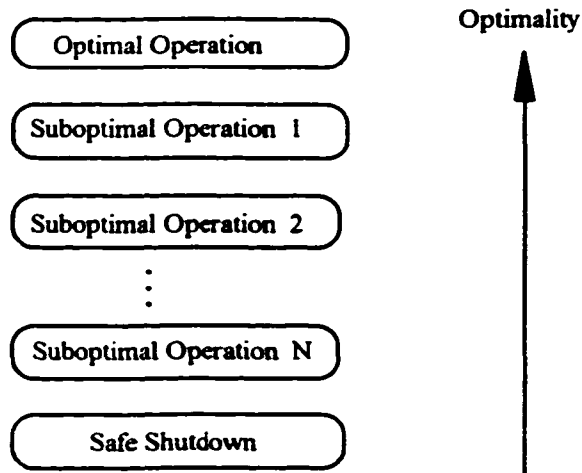 Optimality
Optimal Operation
Suboptimal Operation 1
Suboptimal Operation 2
Suboptimal Operation N
Safe Shutdown